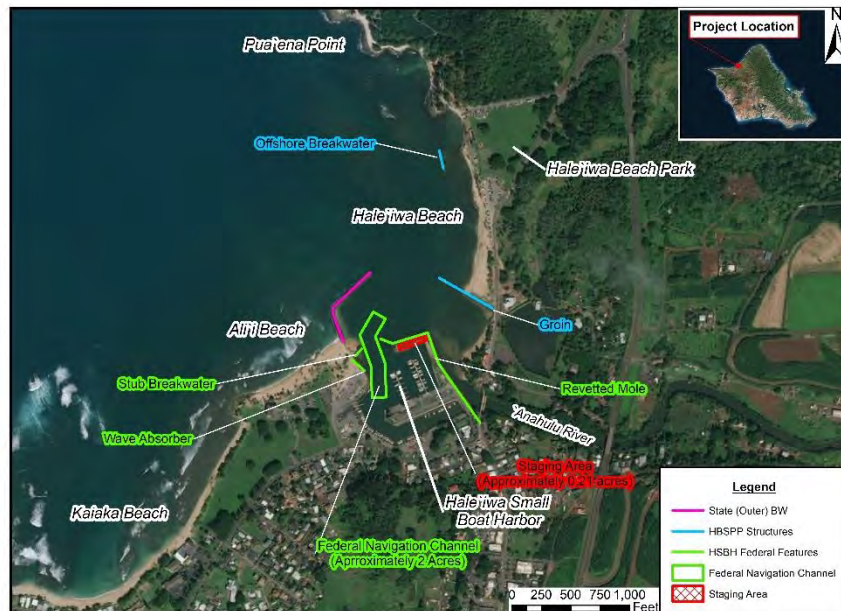 Project Location
N
Pua`ena Point
Offshore Breakwater
Hale`iwa Beach Park
Hale`iwa Beach
Ali`i Beach
Groin
Stub Breakwater
Revetted Mole
Wave Absorber
`Anahulu River
Staging Area
(Approximately 0.21 acres)
Hale`iwa Small
Boat Harbor
Kaiaka Beach
Federal Navigation Channel
(Aprroximately 2 Acres)
Legend
State (Outer) BW
HBSPP Structures
HSBH Federal Features
Federal Navigation Channel
Staging Area
0 250 500 750 1,000
Feet